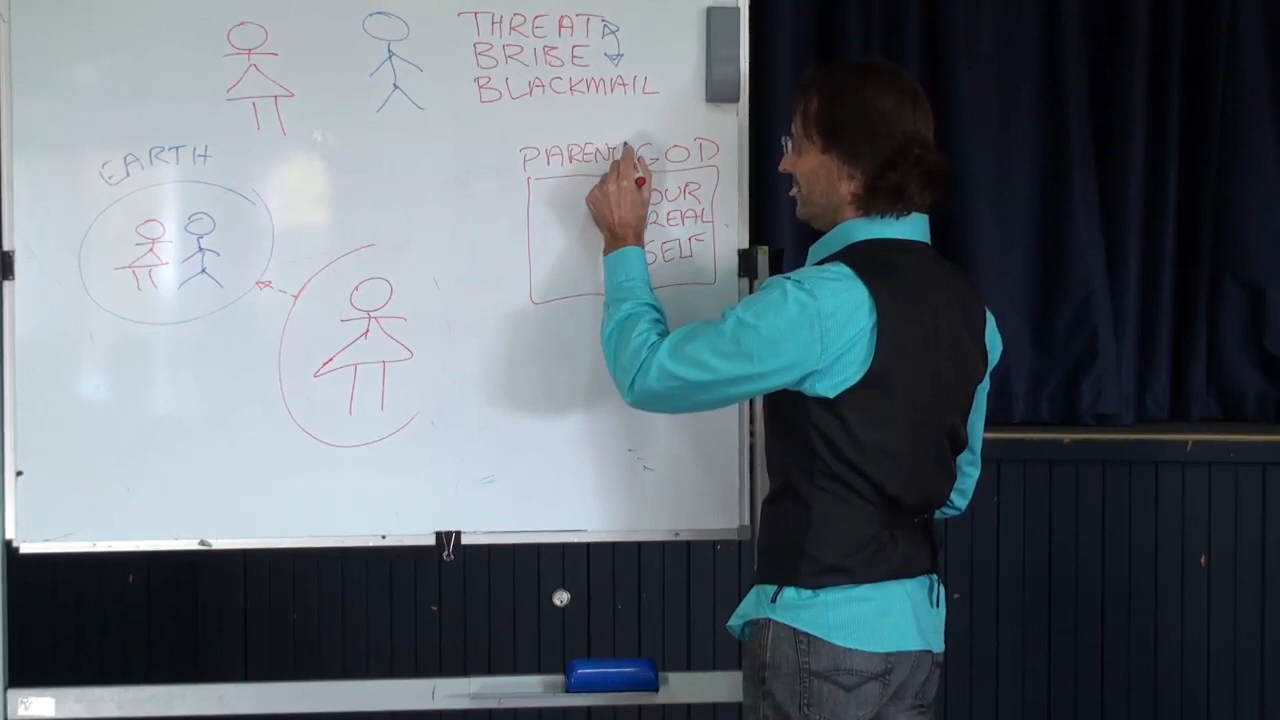 THREAT
BRIBE
BLACKMAIL
EARTH
PARENT GOD
OUR
REAL
SELF